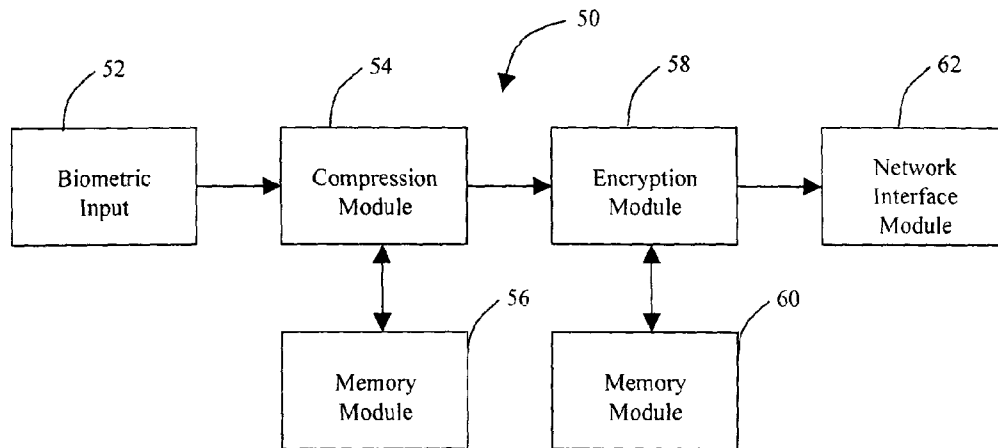 50
52
54
58
62
Biometric
Input
Compression
Module
Encryption
Module
Network
Interface
Module
56
60
Memory
Module
Memory
Module